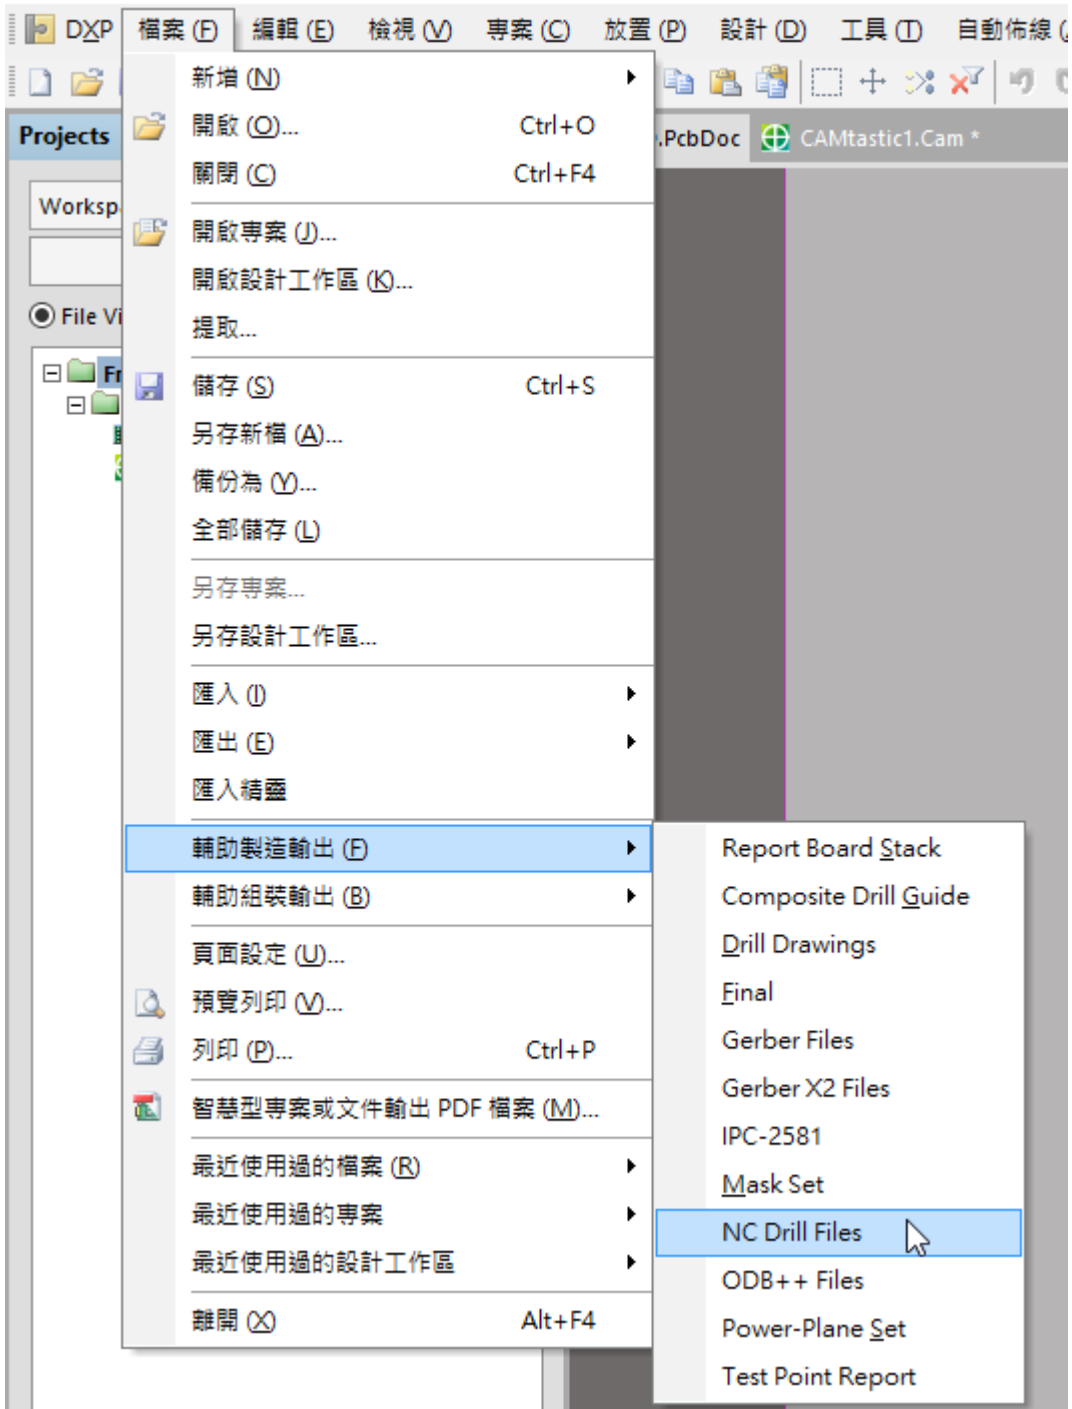 DXP 檔案 (F) 編輯 (E) 檢視 (V) 專案 (C) 放置 (P) 設計 (D) 工具 (T) 自動佈線
Projects
.PcbDoc CAMtastic1.Cam *
Worksp
File Vi
Fr
新增 (N)
開啟 (O)... Ctrl+O
關閉 (C) Ctrl+F4
開啟專案 (J)...
開啟設計工作區 (K)...
提取...
儲存 (S) Ctrl+S
另存新檔 (A)...
備份為 (Y)...
全部儲存 (L)
另存專案...
另存設計工作區...
匯入 (I)
匯出 (E)
匯入精靈
輔助製造輸出 (F)
輔助組裝輸出 (B)
頁面設定 (U)...
預覽列印 (V)...
列印 (P)... Ctrl+P
智慧型專案或文件輸出 PDF 檔案 (M)...
最近使用過的檔案 (R)
最近使用過的專案
最近使用過的設計工作區
離開 (X) Alt+F4
Report Board Stack
Composite Drill Guide
Drill Drawings
Final
Gerber Files
Gerber X2 Files
IPC-2581
Mask Set
NC Drill Files
ODB++ Files
Power-Plane Set
Test Point Report